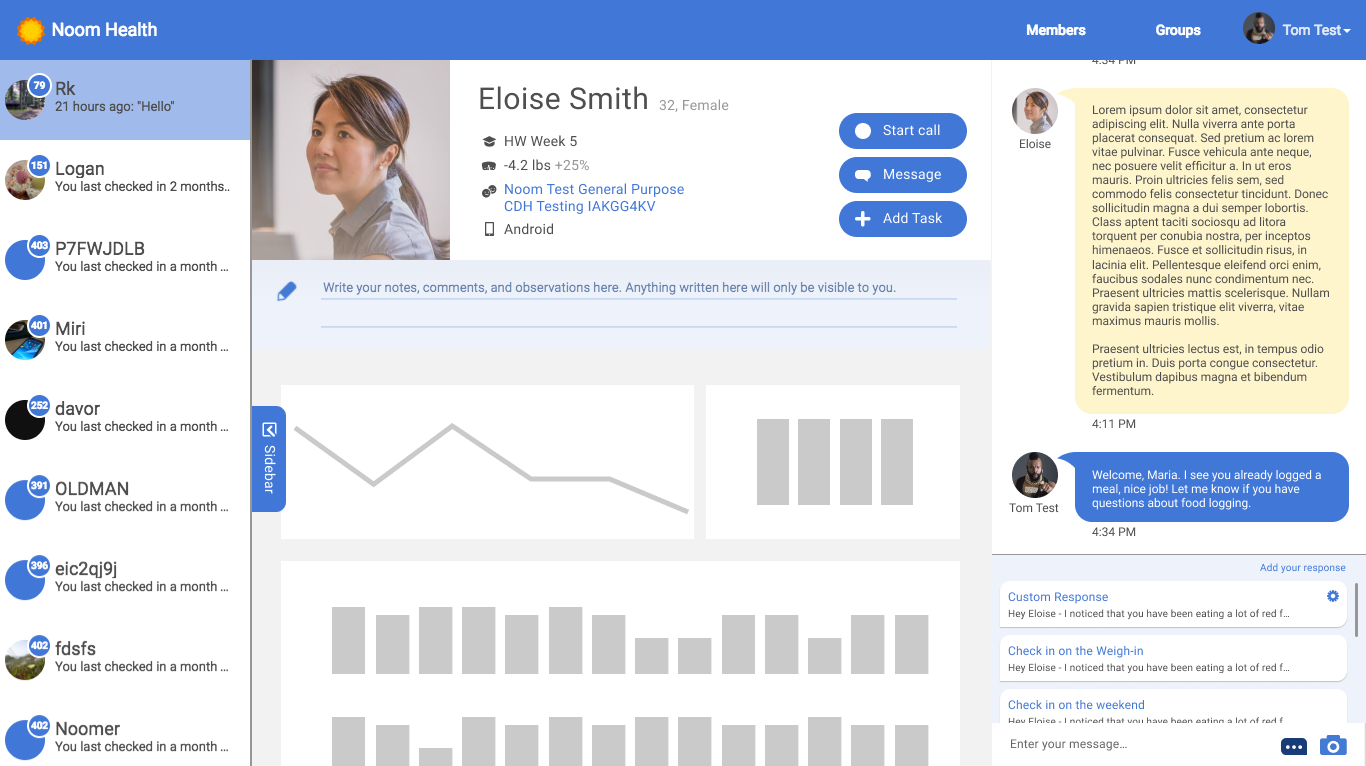 Noom Health
Members
Groups
Tom Test
79
Rk
21 hours ago: "Hello"
151
Logan
You last checked in 2 months..
403
P7FWJDLB
You last checked in a month ...
401
Miri
You last checked in a month ...
252
davor
You last checked in a month ...
391
OLDMAN
You last checked in a month ...
396
eic2qj9j
You last checked in a month ...
402
fdsfs
You last checked in a month ...
402
Noomer
You last checked in a month ...
Eloise Smith 32, Female
HW Week 5
-4.2 lbs +25%
Noom Test General Purpose
CDH Testing IAKGG4KV
Android
Start call
Message
Add Task
Write your notes, comments, and observations here. Anything written here will only be visible to you.
Sidebar
4:34 PM
Eloise
Lorem ipsum dolor sit amet, consectetur
adipiscing elit. Nulla viverra ante porta
placerat consequat. Sed pretium ac lorem
vitae pulvinar. Fusce vehicula ante neque,
nec posuere velit efficitur a. In ut eros
mauris. Proin ultricies felis sem, sed
commodo felis consectetur tincidunt. Donec
sollicitudin magna a dui semper lobortis.
Class aptent taciti sociosqu ad litora
torquent per conubia nostra, per inceptos
himenaeos. Fusce et sollicitudin risus, in
lacinia elit. Pellentesque eleifend orci enim,
faucibus sodales nunc condimentum nec.
Praesent ultricies mattis scelerisque. Nullam
gravida sapien tristique elit viverra, vitae
maximus mauris mollis.
Praesent ultricies lectus est, in tempus odio
pretium in. Duis porta congue consectetur.
Vestibulum dapibus magna et bibendum
fermentum.
4:11 PM
Tom Test
Welcome, Maria. I see you already logged a
meal, nice job! Let me know if you have
questions about food logging.
4:34 PM
Add your response
Custom Response
Hey Eloise - I noticed that you have been eating a lot of red f...
Check in on the Weigh-in
Hey Eloise - I noticed that you have been eating a lot of red f...
Check in on the weekend
Hey Eloise - I noticed that you have been eating a lot of red f...
Enter your message...